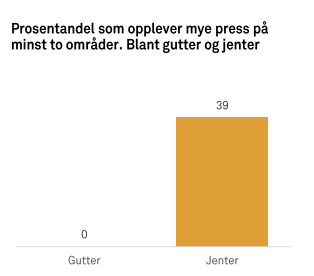 Prosentandel som opplever mye press på
minst to områder. Blant gutter og jenter
39
0
Gutter
Jenter